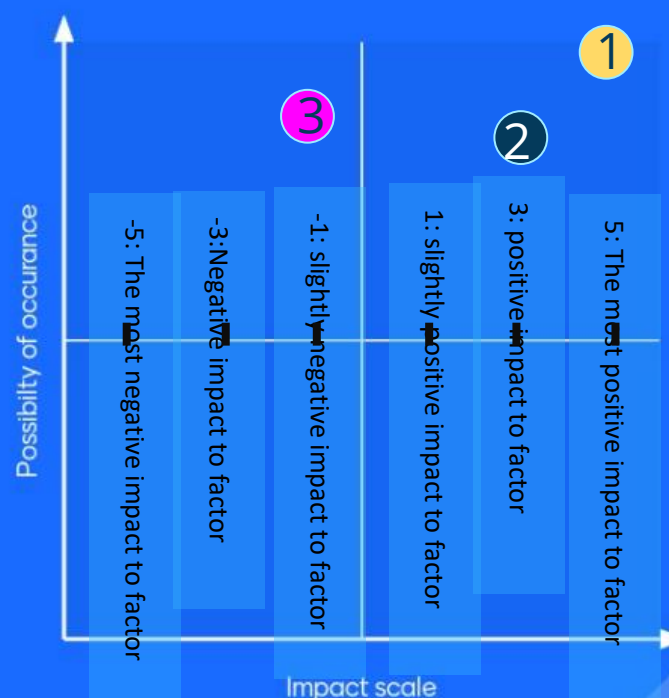 1
3
2
Possibilty of occurance
-5: The most negative impact to factor
-3:Negative impact to factor
-1: slightly negative impact to factor
1: slightly positive impact to factor
3: positive impact to factor
5: The most positive impact to factor
Impact scale